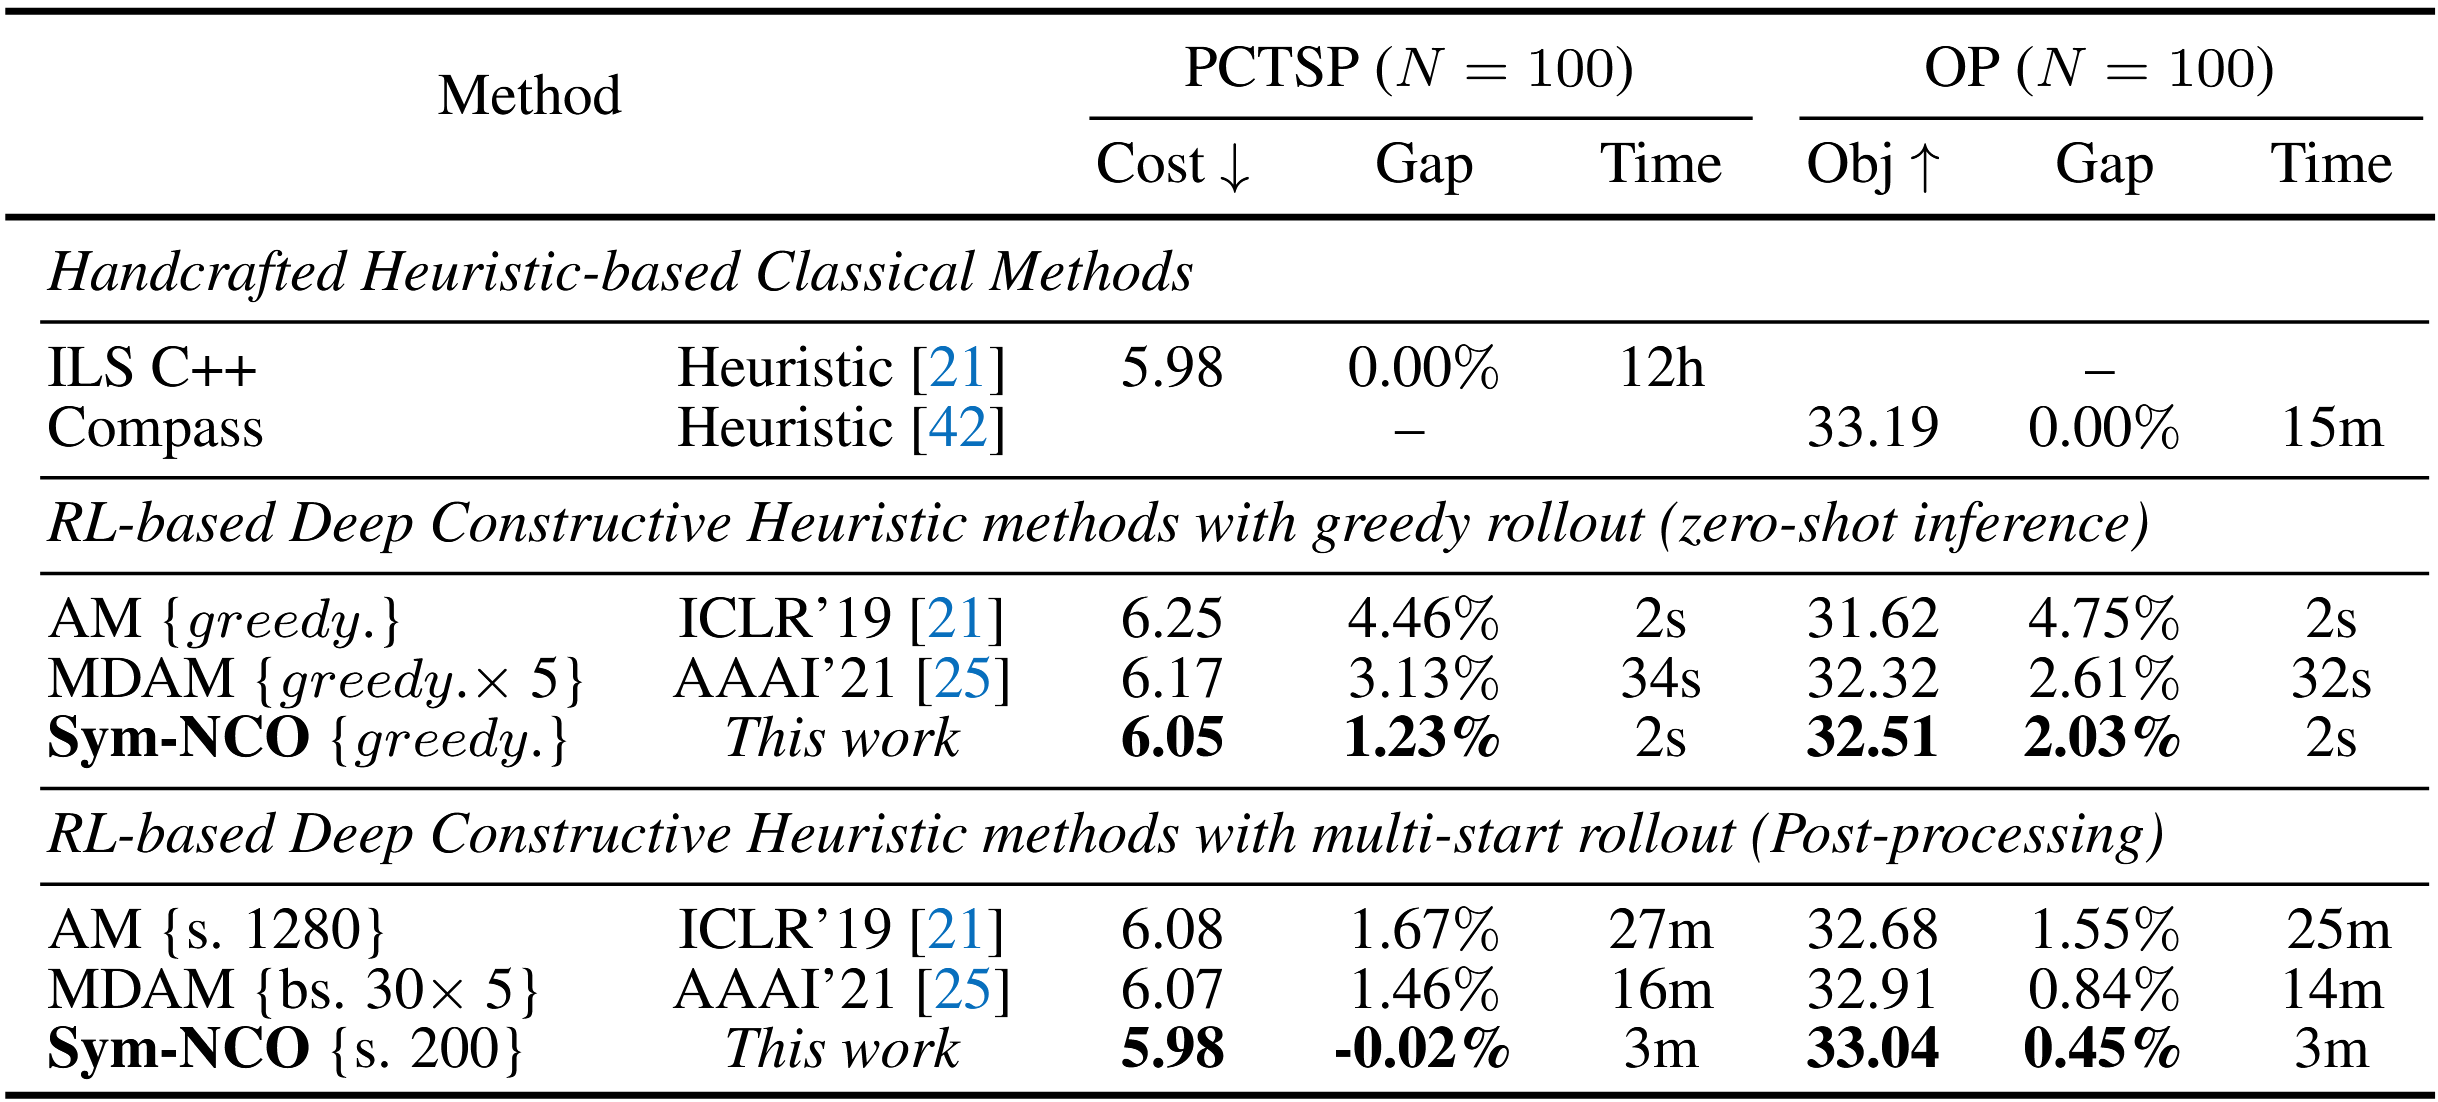 Method PCTSP (N = 100) OP (N = 100)
Cost ↓ Gap Time Obj ↑ Gap Time
Handcrafted Heuristic-based Classical Methods
ILS C++ Heuristic [21] 5.98 0.00% 12h –
Compass Heuristic [42] – 33.19 0.00% 15m
RL-based Deep Constructive Heuristic methods with greedy rollout (zero-shot inference)
AM {greedy.} ICLR’19 [21] 6.25 4.46% 2s 31.62 4.75% 2s
MDAM {greedy.× 5} AAAI’21 [25] 6.17 3.13% 34s 32.32 2.61% 32s
Sym-NCO {greedy.} This work 6.05 1.23% 2s 32.51 2.03% 2s
RL-based Deep Constructive Heuristic methods with multi-start rollout (Post-processing)
AM {s. 1280} ICLR’19 [21] 6.08 1.67% 27m 32.68 1.55% 25m
MDAM {bs. 30× 5} AAAI’21 [25] 6.07 1.46% 16m 32.91 0.84% 14m
Sym-NCO {s. 200} This work 5.98 -0.02% 3m 33.04 0.45% 3m